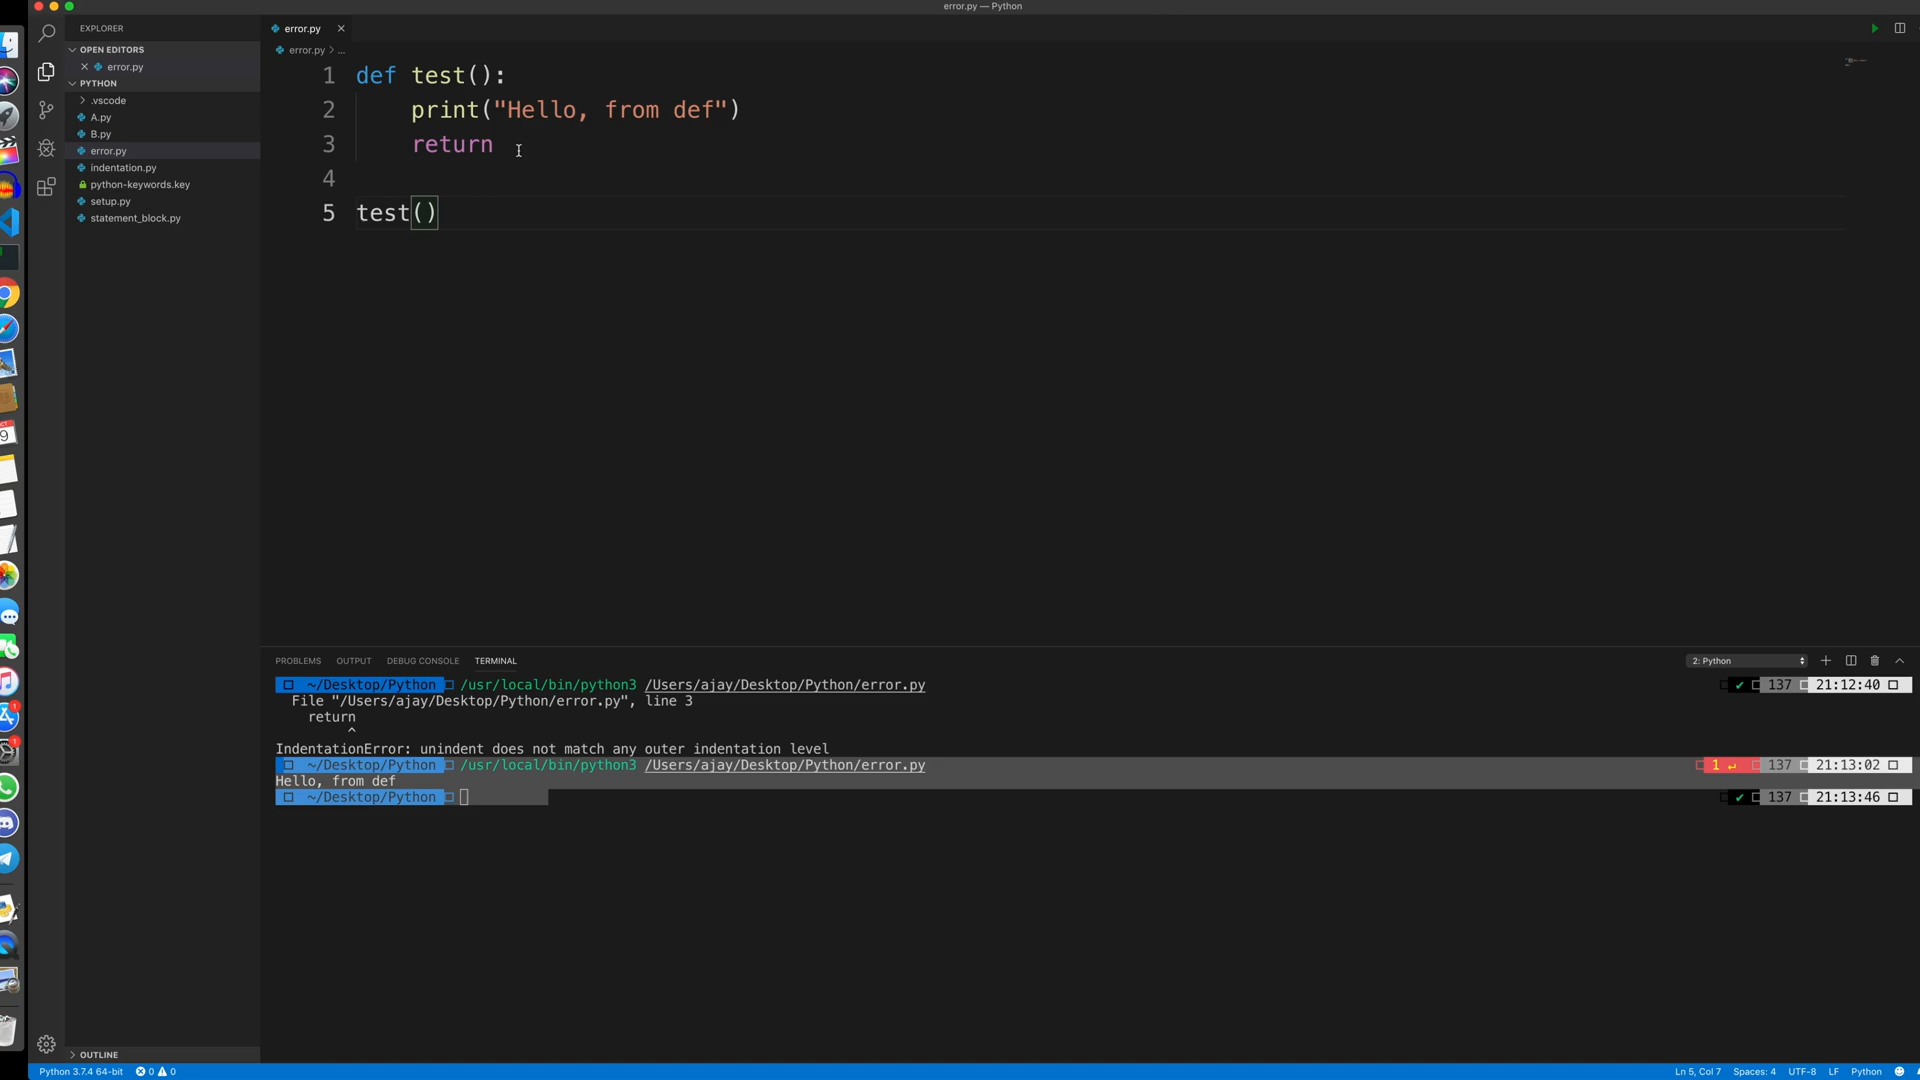 error.py — Python
EXPLORER
OPEN EDITORS
error.py
PYTHON
.vscode
A.py
B.py
error.py
indentation.py
python-keywords.key
setup.py
statement_block.py
OUTLINE
error.py
error.py > ...
1 def test():
2 print("Hello, from def")
3 return
4
5 test()
PROBLEMS OUTPUT DEBUG CONSOLE TERMINAL 2: Python
~/Desktop/Python /usr/local/bin/python3 /Users/ajay/Desktop/Python/error.py ✔ 137 21:12:40
File "/Users/ajay/Desktop/Python/error.py", line 3
return
^
IndentationError: unindent does not match any outer indentation level
~/Desktop/Python /usr/local/bin/python3 /Users/ajay/Desktop/Python/error.py 1 ↵ 137 21:13:02
Hello, from def
~/Desktop/Python ✔ 137 21:13:46
Python 3.7.4 64-bit 0 0 Ln 5, Col 7 Spaces: 4 UTF-8 LF Python